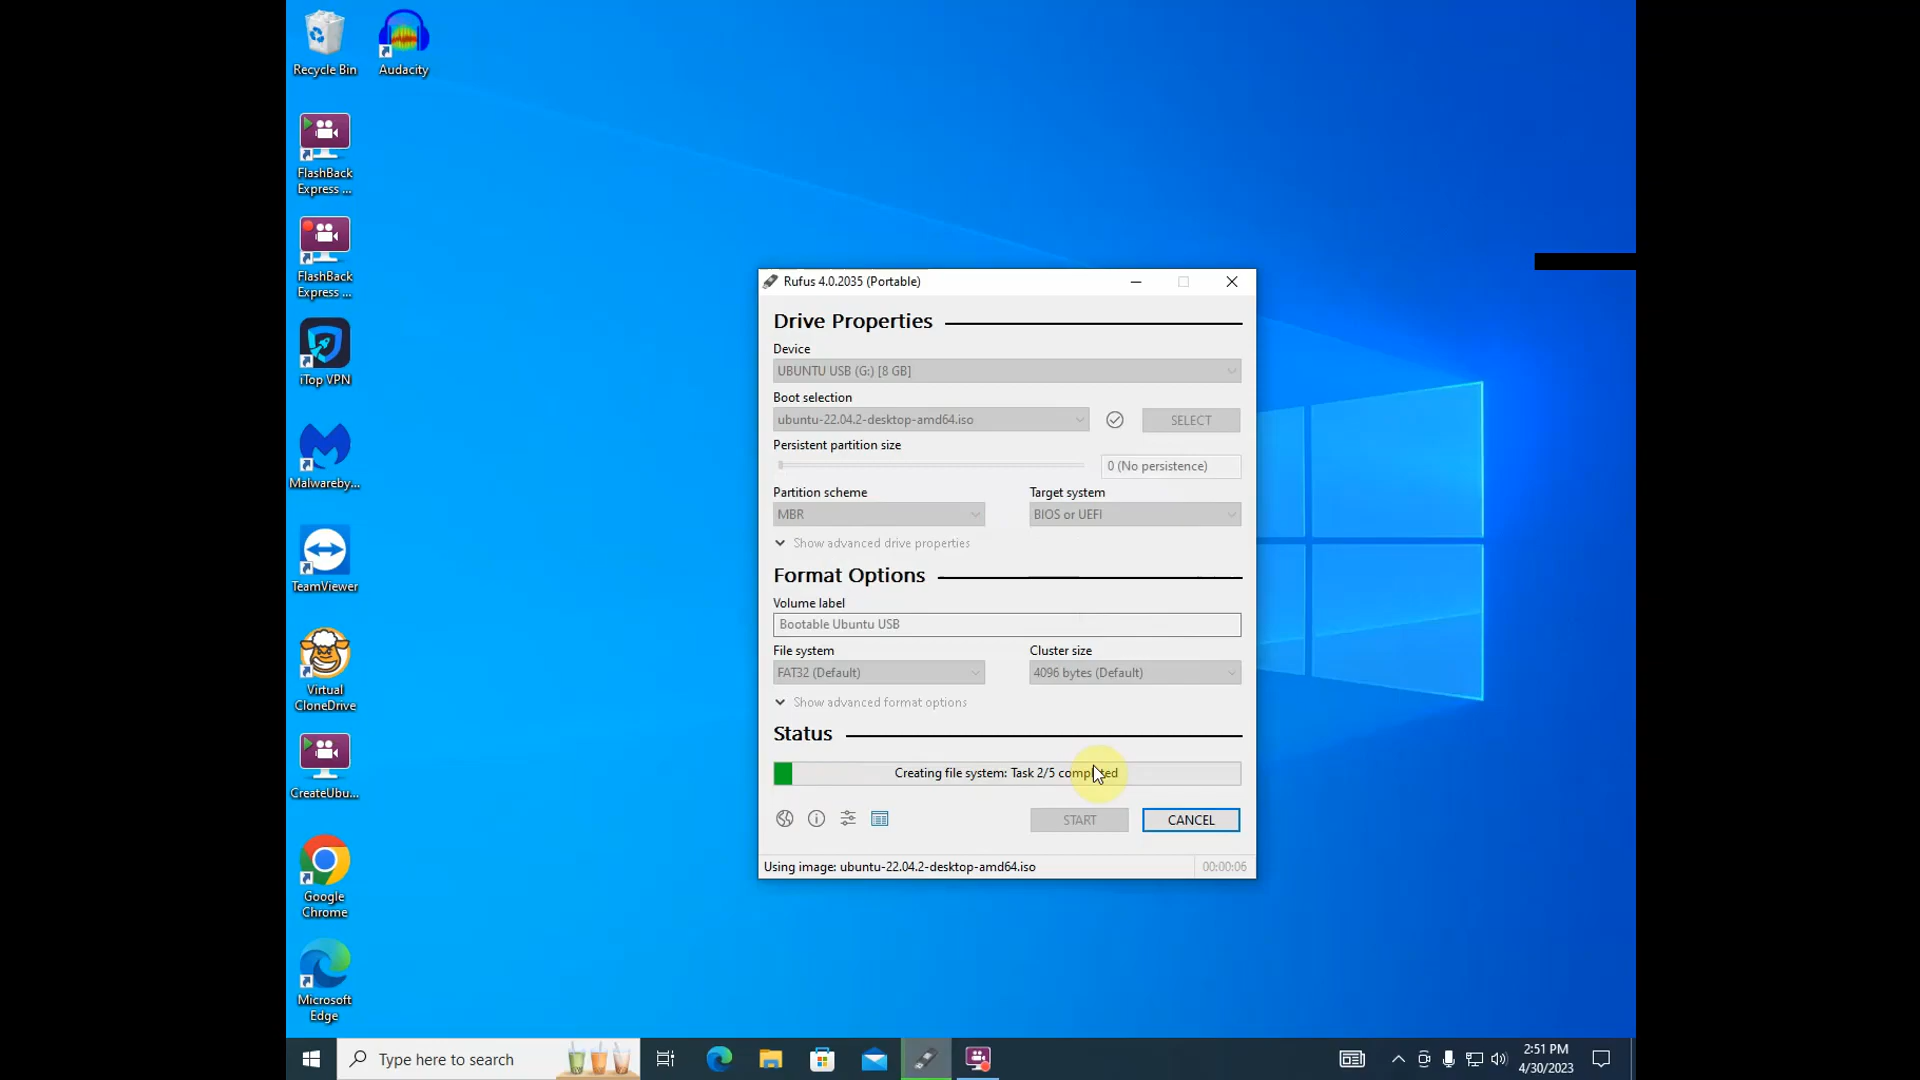 Recycle Bin
Audacity
FlashBack
Express ...
FlashBack
Express ...
iTop VPN
Malwareby...
TeamViewer
Virtual
CloneDrive
CreateUbu...
Google
Chrome
Microsoft
Edge
Rufus 4.0.2035 (Portable)
Drive Properties
Device
UBUNTU USB (G:) [8 GB]
Boot selection
ubuntu-22.04.2-desktop-amd64.iso
SELECT
Persistent partition size
0 (No persistence)
Partition scheme
Target system
MBR
BIOS or UEFI
Show advanced drive properties
Format Options
Volume label
Bootable Ubuntu USB
File system
Cluster size
FAT32 (Default)
4096 bytes (Default)
Show advanced format options
Status
Creating file system: Task 2/5 completed
START
CANCEL
Using image: ubuntu-22.04.2-desktop-amd64.iso
00:00:06
Type here to search
2:51 PM
4/30/2023